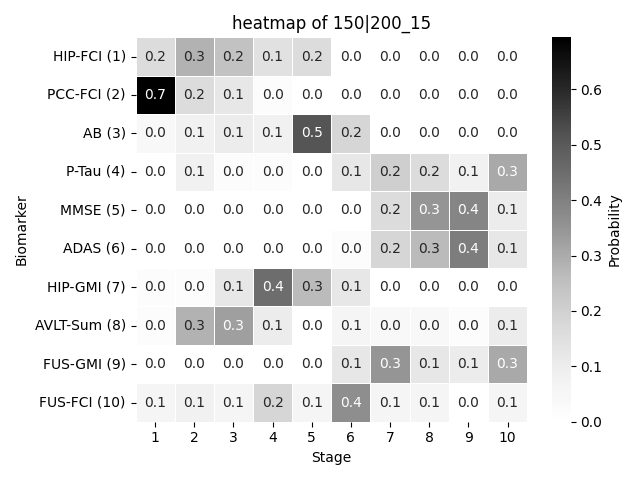 heatmap of 150|200_15
HIP-FCI (1) 0.2 0.3 0.2 0.1 0.2 0.0 0.0 0.0 0.0 0.0
PCC-FCI (2) 0.7 0.2 0.1 0.0 0.0 0.0 0.0 0.0 0.0 0.0
AB (3) 0.0 0.1 0.1 0.1 0.5 0.2 0.0 0.0 0.0 0.0
P-Tau (4) 0.0 0.1 0.0 0.0 0.0 0.1 0.2 0.2 0.1 0.3
MMSE (5) 0.0 0.0 0.0 0.0 0.0 0.0 0.2 0.3 0.4 0.1
ADAS (6) 0.0 0.0 0.0 0.0 0.0 0.0 0.2 0.3 0.4 0.1
HIP-GMI (7) 0.0 0.0 0.1 0.4 0.3 0.1 0.0 0.0 0.0 0.0
AVLT-Sum (8) 0.0 0.3 0.3 0.1 0.0 0.1 0.0 0.0 0.0 0.1
FUS-GMI (9) 0.0 0.0 0.0 0.0 0.0 0.1 0.3 0.1 0.1 0.3
FUS-FCI (10) 0.1 0.1 0.1 0.2 0.1 0.4 0.1 0.1 0.0 0.1
1 2 3 4 5 6 7 8 9 10
Stage
Biomarker
0.6
0.5
0.4
0.3
0.2
0.1
0.0
Probability